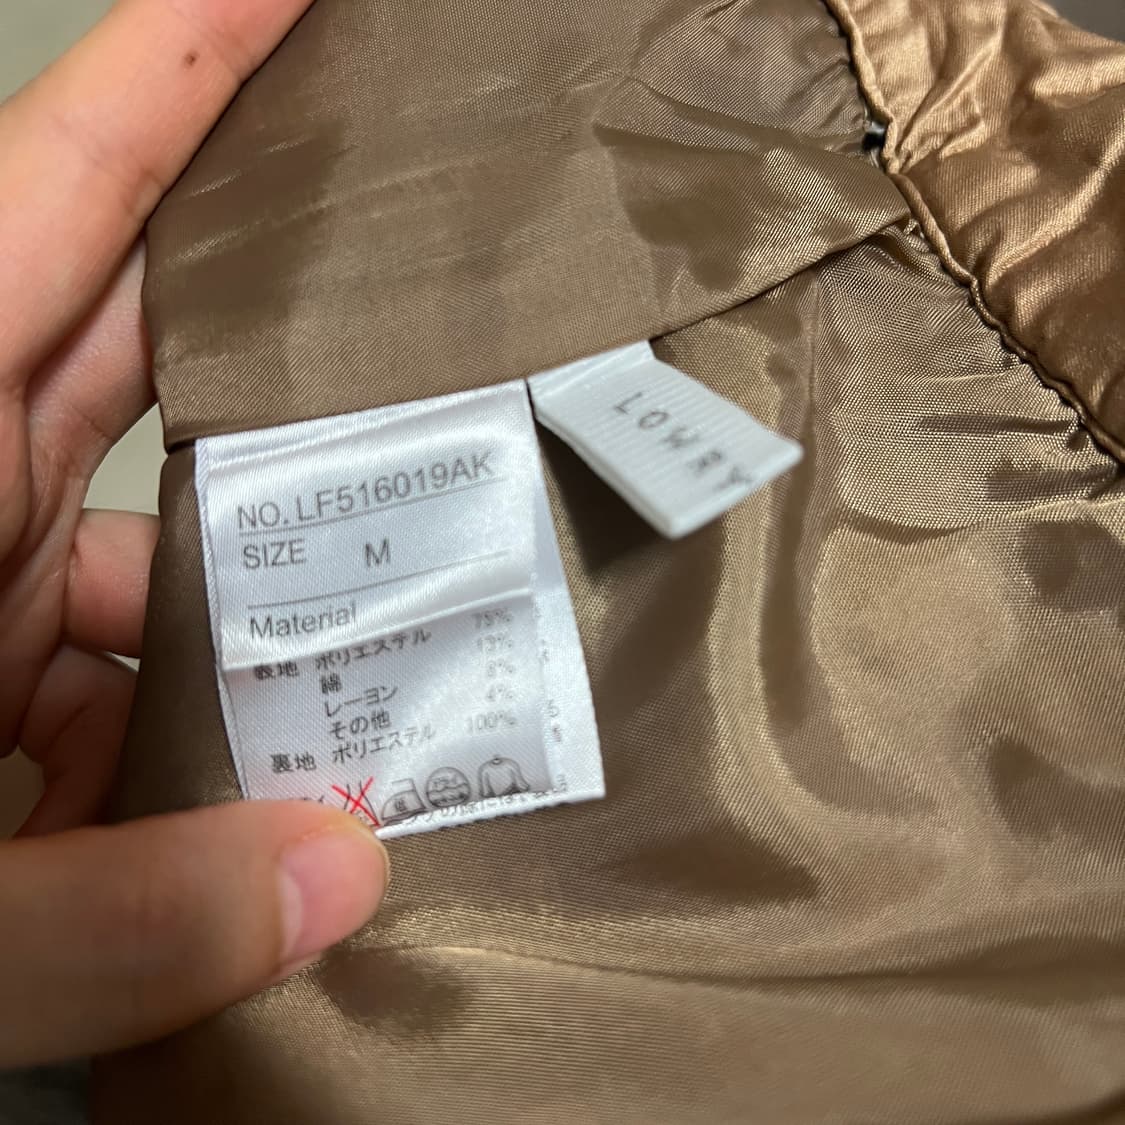 LOWRY
NO. LF516019AK
SIZE M
Material
表地 ポリエステル 75%
綿 13%
レーヨン 8%
その他 4%
裏地 ポリエステル 100%
低